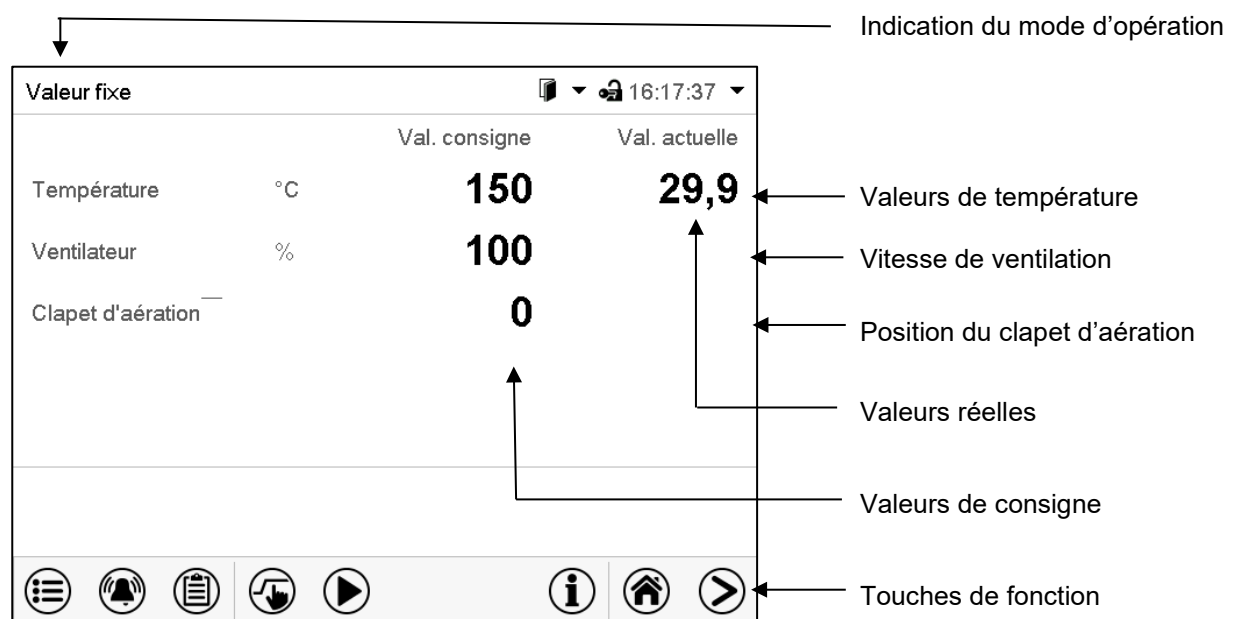 Indication du mode d’opération
Valeur fixe 16:17:37
Val. consigne Val. actuelle
Température °C 150 29,9 Valeurs de température
Ventilateur % 100 Vitesse de ventilation
Clapet d'aération 0 Position du clapet d’aération
Valeurs réelles
Valeurs de consigne
Touches de fonction